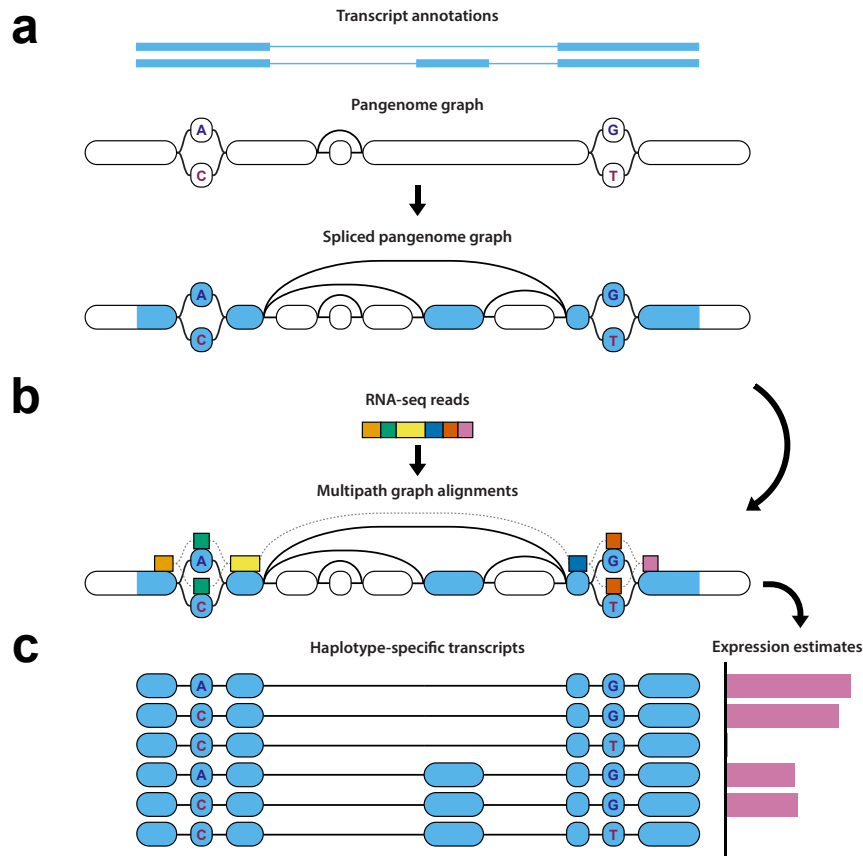 a
Transcript annotations
Pangenome graph
A
G
C
T
Spliced pangenome graph
A
G
C
T
b
RNA-seq reads
Multipath graph alignments
A
G
C
T
c
Haplotype-specific transcripts
Expression estimates
A G
C G
C T
A G
C G
C T